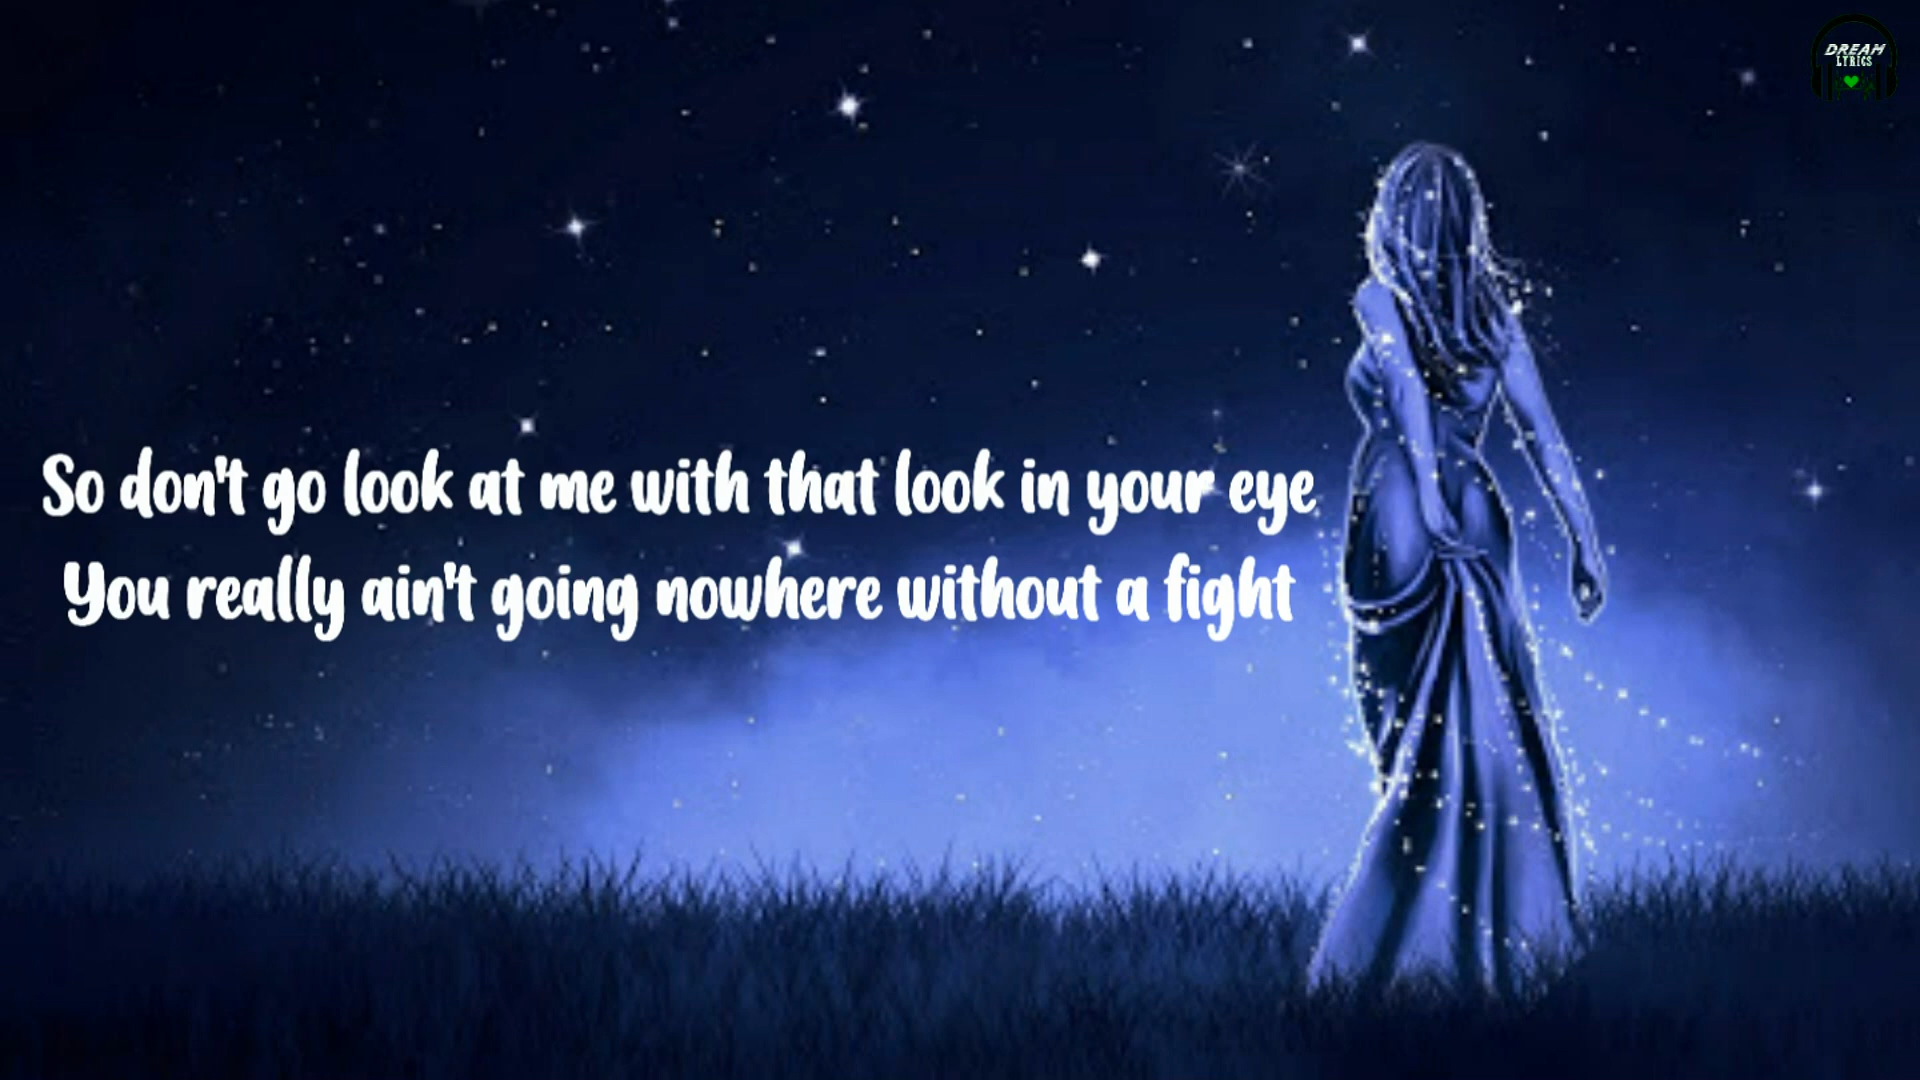 DREAM
LYRICS
So don't go look at me with that look in your eye
You really ain't going nowhere without a fight